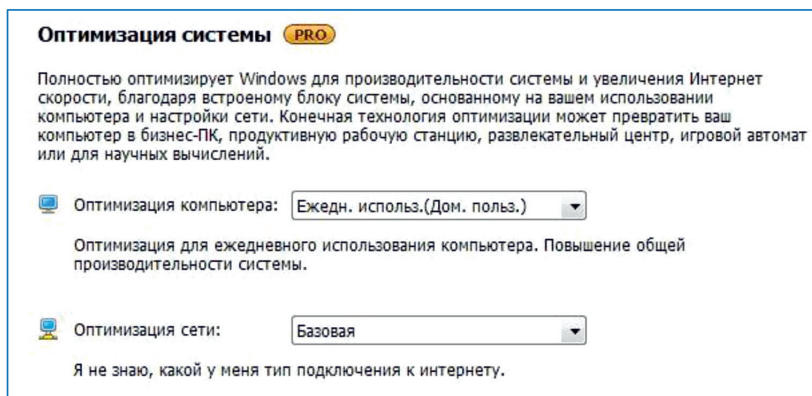 Оптимизация системы PRO
Полностью оптимизирует Windows для производительности системы и увеличения Интернет
скорости, благодаря встроеному блоку системы, основанному на вашем использовании
компьютера и настройки сети. Конечная технология оптимизации может превратить ваш
компьютер в бизнес-ПК, продуктивную рабочую станцию, развлекательный центр, игровой автомат
или для научных вычислений.
Оптимизация компьютера: Ежедн. использ.(Дом. польз.)
Оптимизация для ежедневного использования компьютера. Повышение общей
производительности системы.
Оптимизация сети: Базовая
Я не знаю, какой у меня тип подключения к интернету.